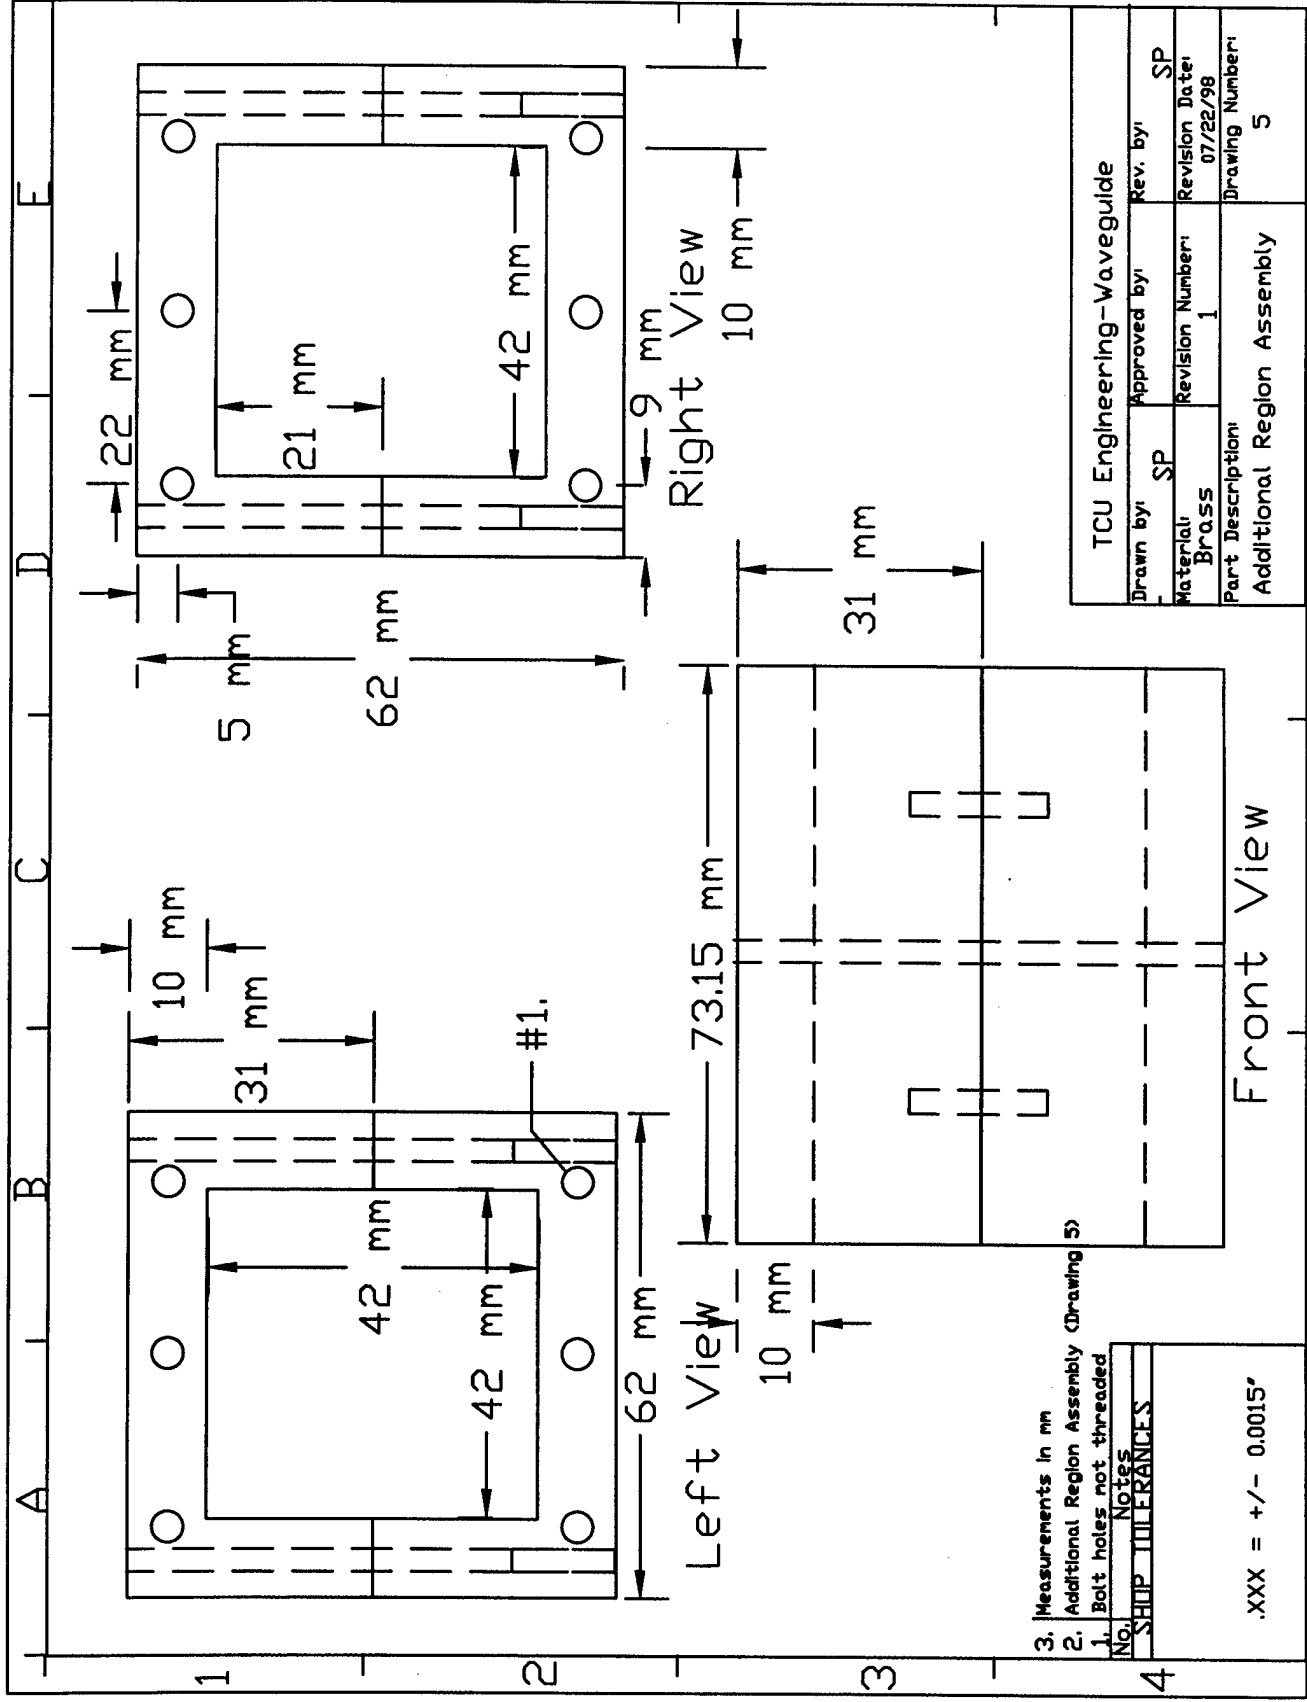 A
B
C
D
E
1
2
3
4
10 mm
31 mm
42 mm
42 mm
62 mm
#1.
Left View
5 mm
62 mm
22 mm
21 mm
42 mm
9 mm
10 mm
Right View
73.15 mm
10 mm
31 mm
Front View
3. Measurements in mm
2. Additional Region Assembly (Drawing 5)
1. Bolt holes not threaded
No. Notes
SHOP TOLERANCES
.XXX = +/- 0.0015"
TCU Engineering-Waveguide
Drawn by: SP
Approved by:
Rev. by: SP
Material: Brass
Revision Number: 1
Revision Date: 07/22/98
Part Description: Additional Region Assembly
Drawing Number: 5